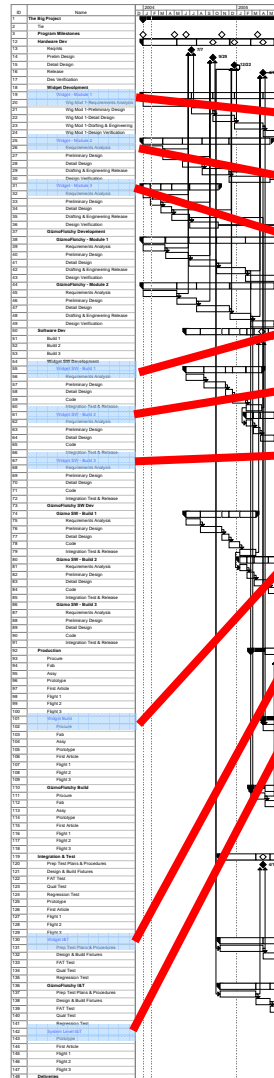 ID Name 2004 2005
D J F M A M J J A S O N D J F M A M
1 The Big Project
2 Tie
3 Program Milestones
12 Hardware Dev
13 Reqmts
14 Prelim Design
15 Detail Design
16 Release
17 Dev Verification
18 Widget Development
19 Widget - Module 1
20 Wig Mod 1-Requirements Analysis
21 Wig Mod 1-Preliminary Design
22 Wig Mod 1-Detail Design
23 Wig Mod 1-Drafting & Engineering
24 Wig Mod 1-Design Verification
25 Widget - Module 2
26 Requirements Analysis
27 Preliminary Design
28 Detail Design
29 Drafting & Engineering Release
30 Design Verification
31 Widget - Module 3
32 Requirements Analysis
33 Preliminary Design
34 Detail Design
35 Drafting & Engineering Release
36 Design Verification
37 GizmoFlotchy Development
38 GizmoFlotchy - Module 1
39 Requirements Analysis
40 Preliminary Design
41 Detail Design
42 Drafting & Engineering Release
43 Design Verification
44 GizmoFlotchy - Module 2
45 Requirements Analysis
46 Preliminary Design
47 Detail Design
48 Drafting & Engineering Release
49 Design Verification
50 Software Dev
51 Build 1
52 Build 2
53 Build 3
54 Widget SW Development
55 Widget SW - Build 1
56 Requirements Analysis
57 Preliminary Design
58 Detail Design
59 Code
60 Integration Test & Release
61 Widget SW - Build 2
62 Requirements Analysis
63 Preliminary Design
64 Detail Design
65 Code
66 Integration Test & Release
67 Widget SW - Build 3
68 Requirements Analysis
69 Preliminary Design
70 Detail Design
71 Code
72 Integration Test & Release
73 GizmoFlotchy SW Dev
74 Gizmo SW - Build 1
75 Requirements Analysis
76 Preliminary Design
77 Detail Design
78 Code
79 Integration Test & Release
80 Gizmo SW - Build 2
81 Requirements Analysis
82 Preliminary Design
83 Detail Design
84 Code
85 Integration Test & Release
86 Gizmo SW - Build 3
87 Requirements Analysis
88 Preliminary Design
89 Detail Design
90 Code
91 Integration Test & Release
92 Production
93 Procure
94 Fab
95 Assy
96 Prototype
97 First Article
98 Flight 1
99 Flight 2
100 Flight 3
101 Widget Build
102 Procure
103 Fab
104 Assy
105 Prototype
106 First Article
107 Flight 1
108 Flight 2
109 Flight 3
110 GizmoFlotchy Build
111 Procure
112 Fab
113 Assy
114 Prototype
115 First Article
116 Flight 1
117 Flight 2
118 Flight 3
119 Integration & Test
120 Prep Test Plans & Procedures
121 Design & Build Fixtures
122 FAT Test
123 Qual Test
124 Regression Test
125 Prototype
126 First Article
127 Flight 1
128 Flight 2
129 Flight 3
130 Widget I&T
131 Prep Test Plans & Procedures
132 Design & Build Fixtures
133 FAT Test
134 Qual Test
135 Regression Test
136 GizmoFlotchy I&T
137 Prep Test Plans & Procedures
138 Design & Build Fixtures
139 FAT Test
140 Qual Test
141 Regression Test
142 System Level I&T
143 Prototype
144 First Article
145 Flight 1
146 Flight 2
147 Flight 3
148 Deliveries
7/7
9/29
12/22